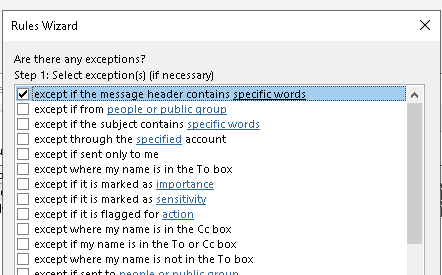 Rules Wizard
Are there any exceptions?
Step 1: Select exception(s) (if necessary)
except if the message header contains specific words
except if from people or public group
except if the subject contains specific words
except through the specified account
except if sent only to me
except where my name is in the To box
except if it is marked as importance
except if it is marked as sensitivity
except if it is flagged for action
except where my name is in the Cc box
except if my name is in the To or Cc box
except where my name is not in the To box
except if sent to people or public group